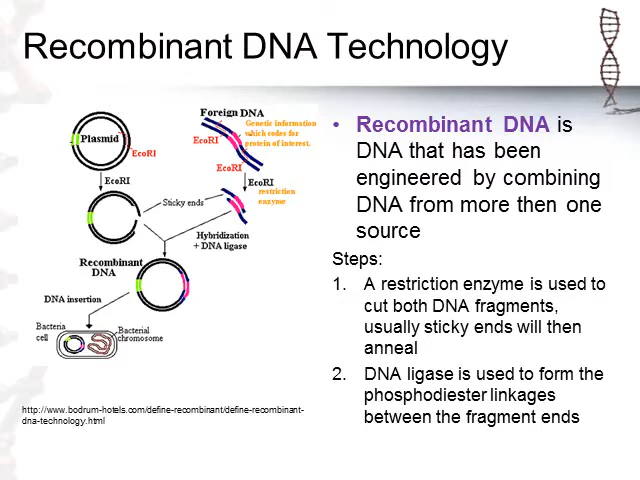 Recombinant DNA Technology
Foreign DNA
Genetic information
which codes for
protein of interest.
Plasmid
EcoRI
EcoRI
EcoRI
EcoRI
EcoRI
restriction
enzyme
Sticky ends
Hybridization
+ DNA ligase
Recombinant
DNA
DNA insertion
Bacteria
cell
Bacterial
chromosome
http://www.bodrum-hotels.com/define-recombinant/define-recombinant-
dna-technology.html
• Recombinant DNA is
DNA that has been
engineered by combining
DNA from more then one
source
Steps:
1. A restriction enzyme is used to
cut both DNA fragments,
usually sticky ends will then
anneal
2. DNA ligase is used to form the
phosphodiester linkages
between the fragment ends